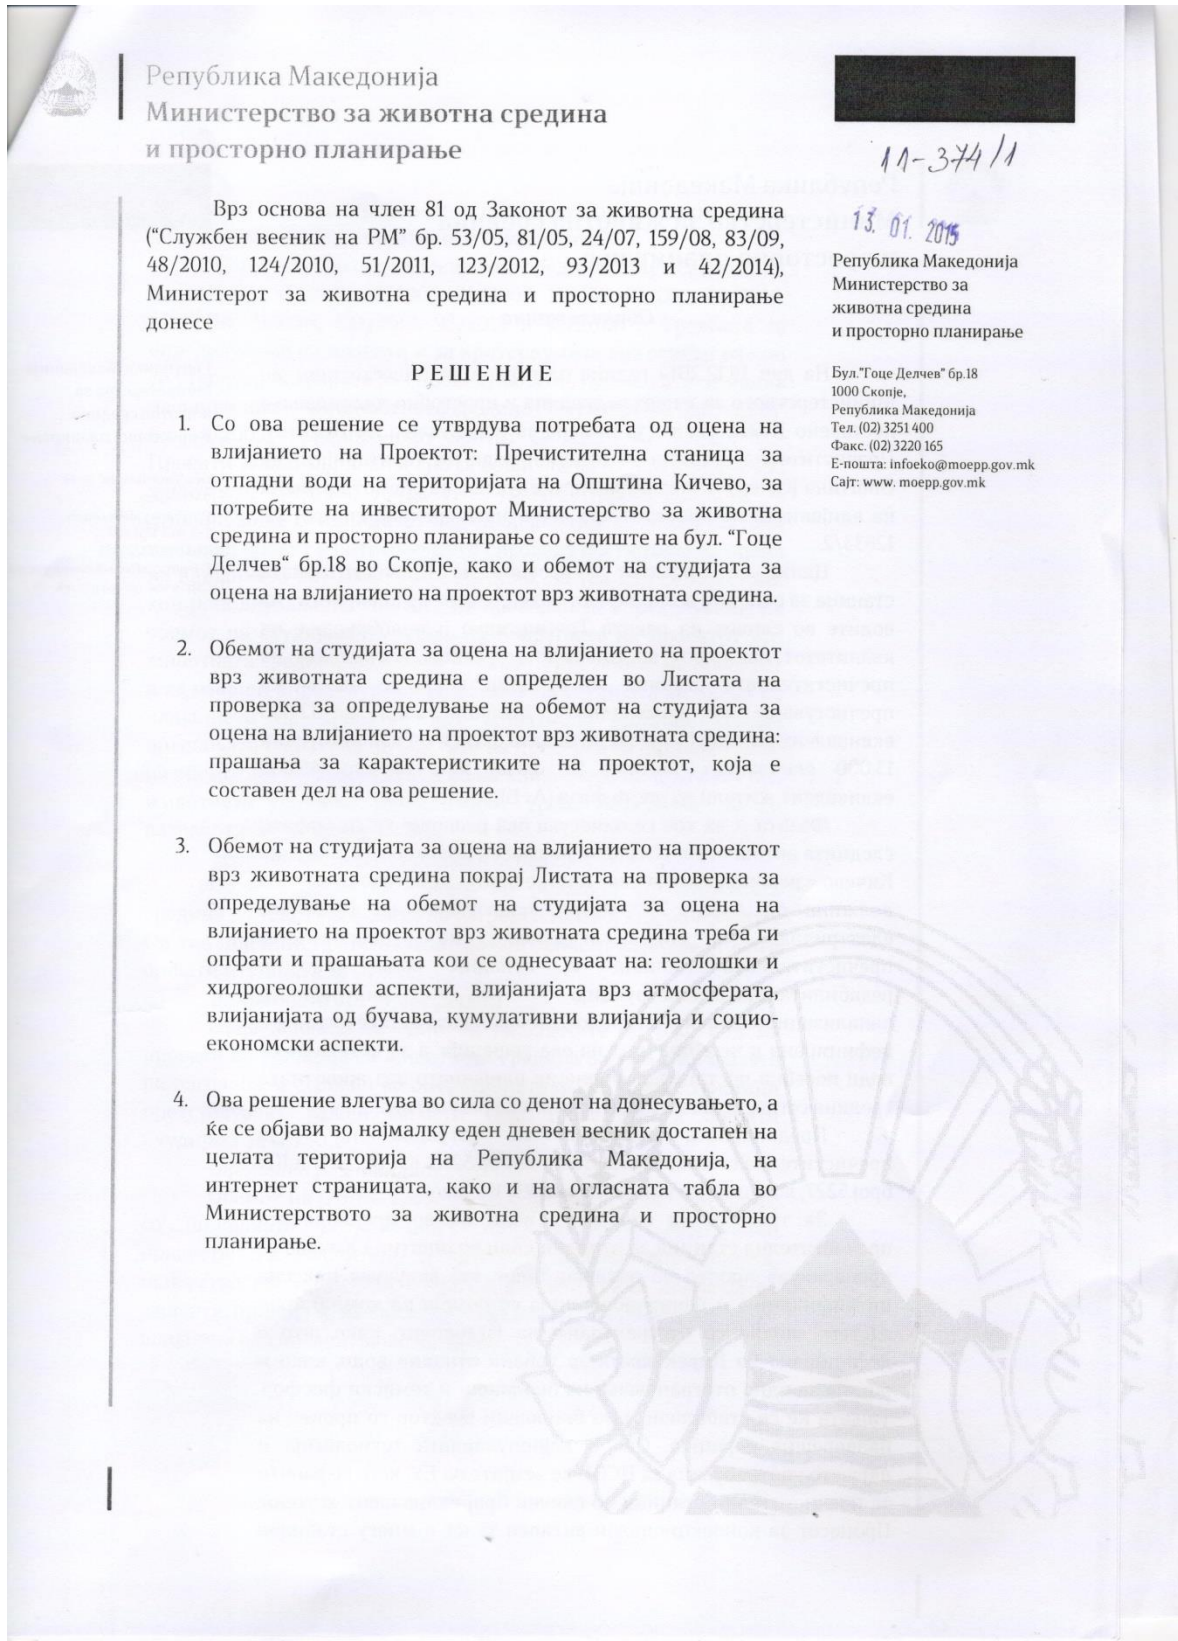 Република Македонија
Министерство за животна средина
и просторно планирање
11-374/1
13. 01. 2015
Република Македонија
Министерство за
животна средина
и просторно планирање
Бул."Гоце Делчев" бр.18
1000 Скопје,
Република Македонија
Тел. (02) 3251 400
Факс. (02) 3220 165
Е-пошта: infoeko@moepp.gov.mk
Сајт: www. moepp.gov.mk
Врз основа на член 81 од Законот за животна средина
("Службен весник на РМ" бр. 53/05, 81/05, 24/07, 159/08, 83/09,
48/2010, 124/2010, 51/2011, 123/2012, 93/2013 и 42/2014),
Министерот за животна средина и просторно планирање
донесе
РЕШЕНИЕ
1. Со ова решение се утврдува потребата од оцена на
влијанието на Проектот: Пречистителна станица за
отпадни води на територијата на Општина Кичево, за
потребите на инвеститорот Министерство за животна
средина и просторно планирање со седиште на бул. “Гоце
Делчев“ бр.18 во Скопје, како и обемот на студијата за
оцена на влијанието на проектот врз животната средина.
2. Обемот на студијата за оцена на влијанието на проектот
врз животната средина е определен во Листата на
проверка за определување на обемот на студијата за
оцена на влијанието на проектот врз животната средина:
прашања за карактеристиките на проектот, која е
составен дел на ова решение.
3. Обемот на студијата за оцена на влијанието на проектот
врз животната средина покрај Листата на проверка за
определување на обемот на студијата за оцена на
влијанието на проектот врз животната средина треба ги
опфати и прашањата кои се однесуваат на: геолошки и
хидрогеолошки аспекти, влијанијата врз атмосферата,
влијанијата од бучава, кумулативни влијанија и социо-
економски аспекти.
4. Ова решение влегува во сила со денот на донесувањето, а
ќе се објави во најмалку еден дневен весник достапен на
целата територија на Република Македонија, на
интернет страницата, како и на огласната табла во
Министерството за животна средина и просторно
планирање.